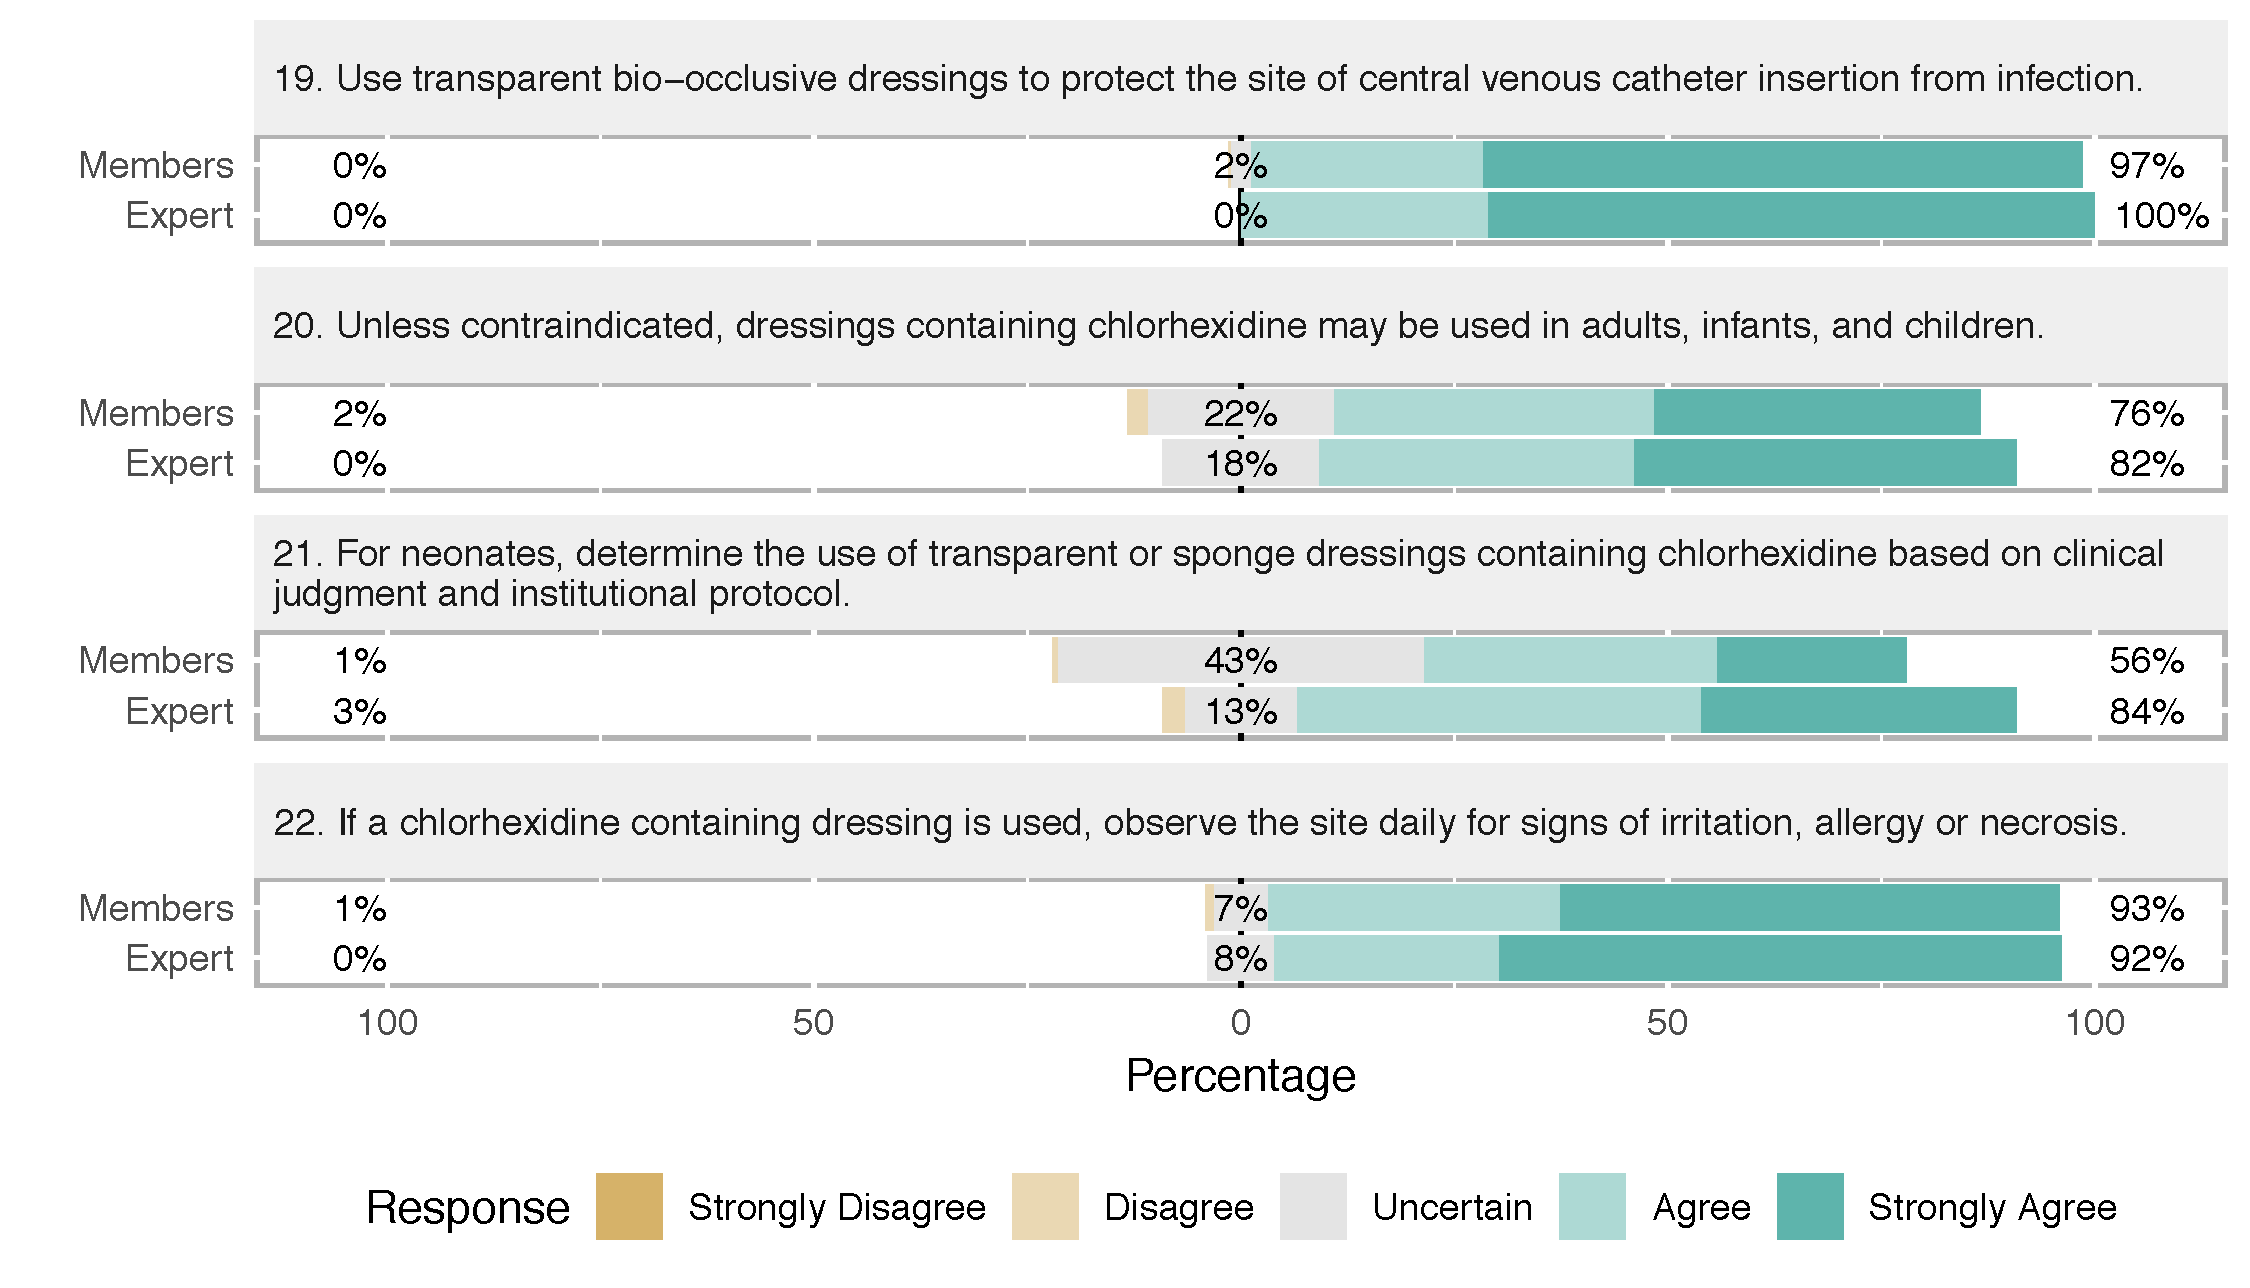 19. Use transparent bio−occlusive dressings to protect the site of central venous catheter insertion from infection.
Members 0% 2% 97%
Expert 0% 0% 100%
20. Unless contraindicated, dressings containing chlorhexidine may be used in adults, infants, and children.
Members 2% 22% 76%
Expert 0% 18% 82%
21. For neonates, determine the use of transparent or sponge dressings containing chlorhexidine based on clinical
judgment and institutional protocol.
Members 1% 43% 56%
Expert 3% 13% 84%
22. If a chlorhexidine containing dressing is used, observe the site daily for signs of irritation, allergy or necrosis.
Members 1% 7% 93%
Expert 0% 8% 92%
100 50 0 50 100
Percentage
Response Strongly Disagree Disagree Uncertain Agree Strongly Agree